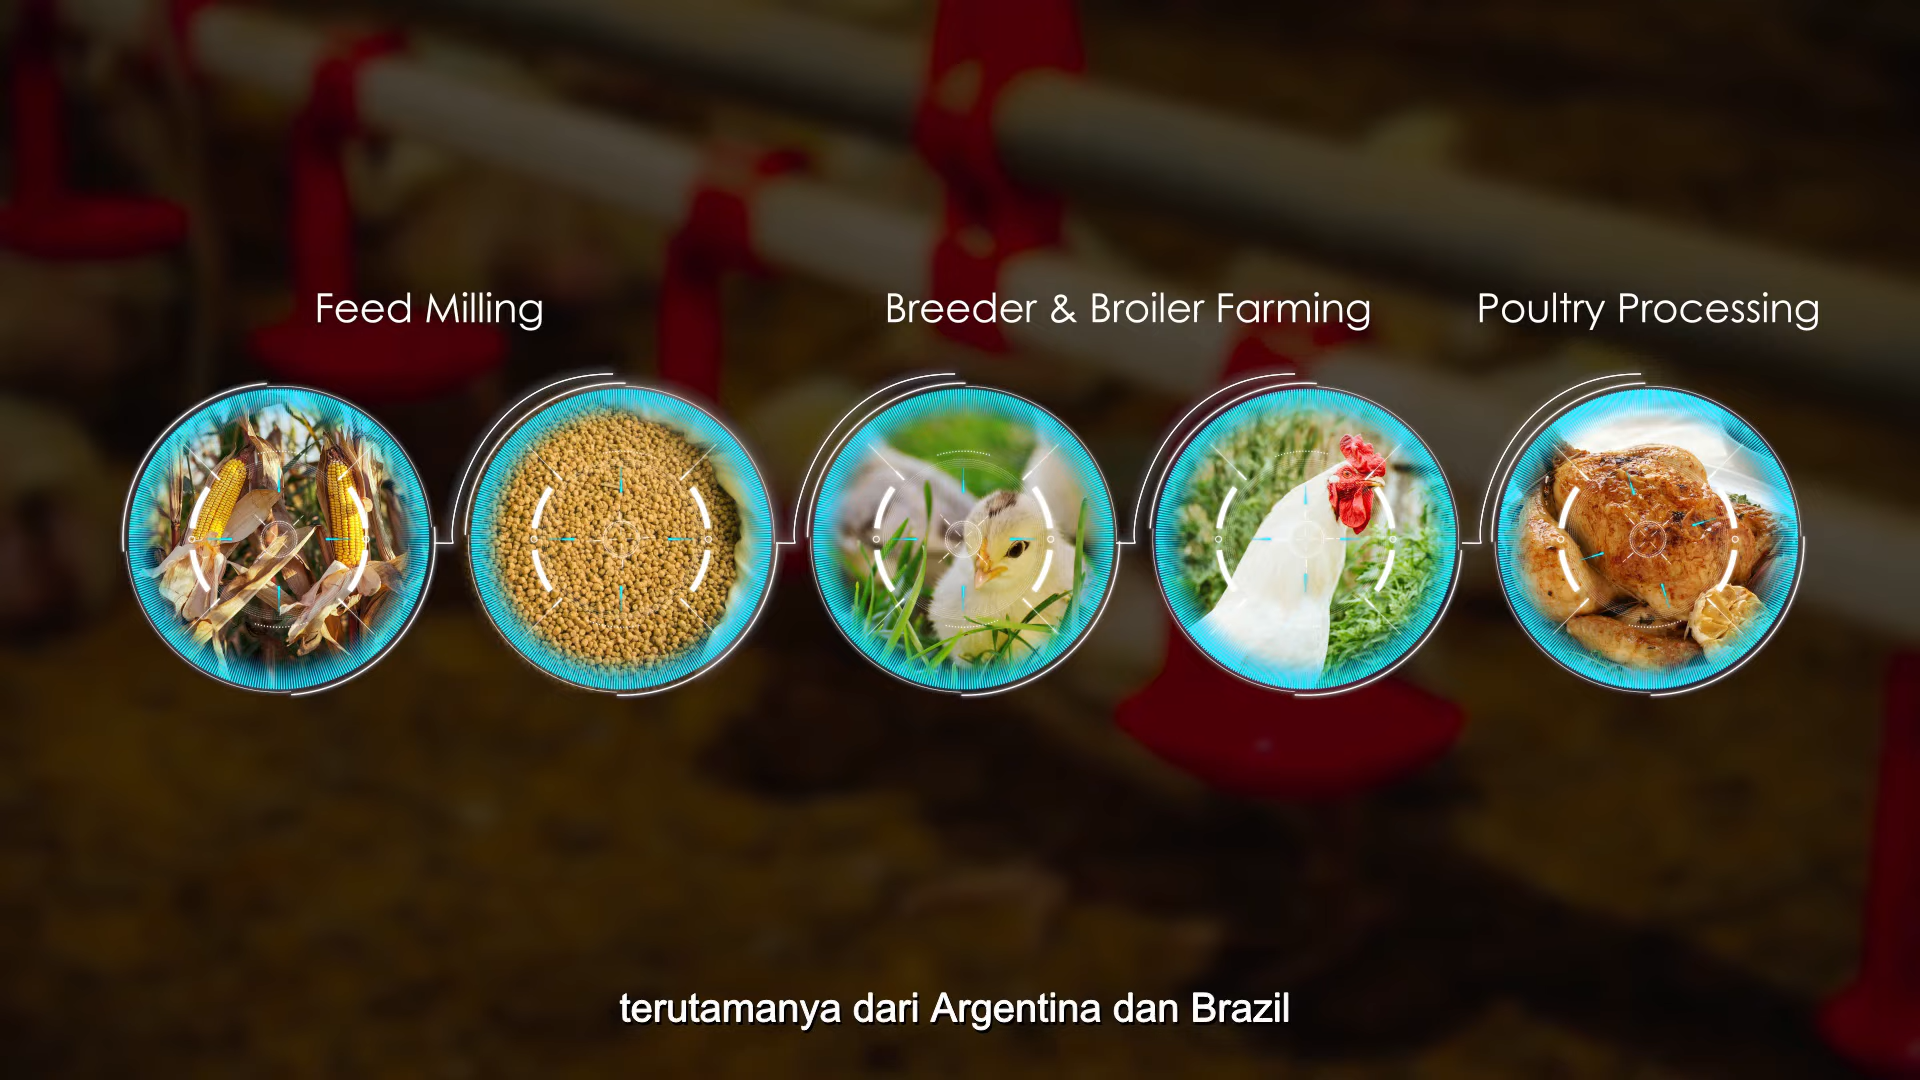 Feed Milling
Breeder & Broiler Farming
Poultry Processing
terutamanya dari Argentina dan Brazil